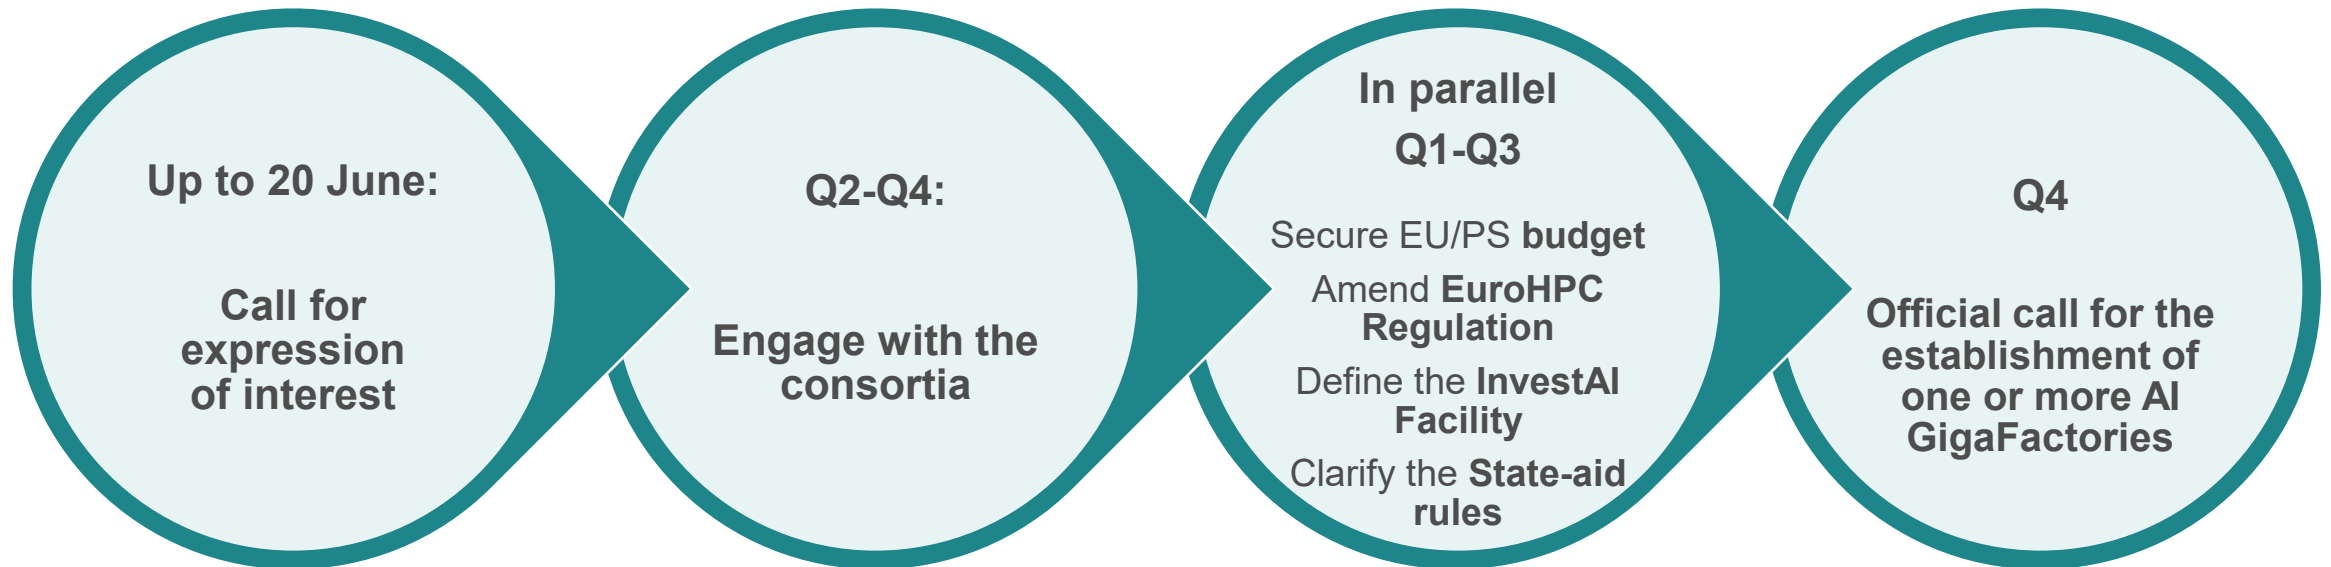 Up to 20 June:
Call for
expression
of interest
Q2-Q4:
Engage with the
consortia
In parallel
Q1-Q3
Secure EU/PS budget
Amend EuroHPC
Regulation
Define the InvestAI
Facility
Clarify the State-aid
rules
Q4
Official call for the
establishment of
one or more AI
GigaFactories